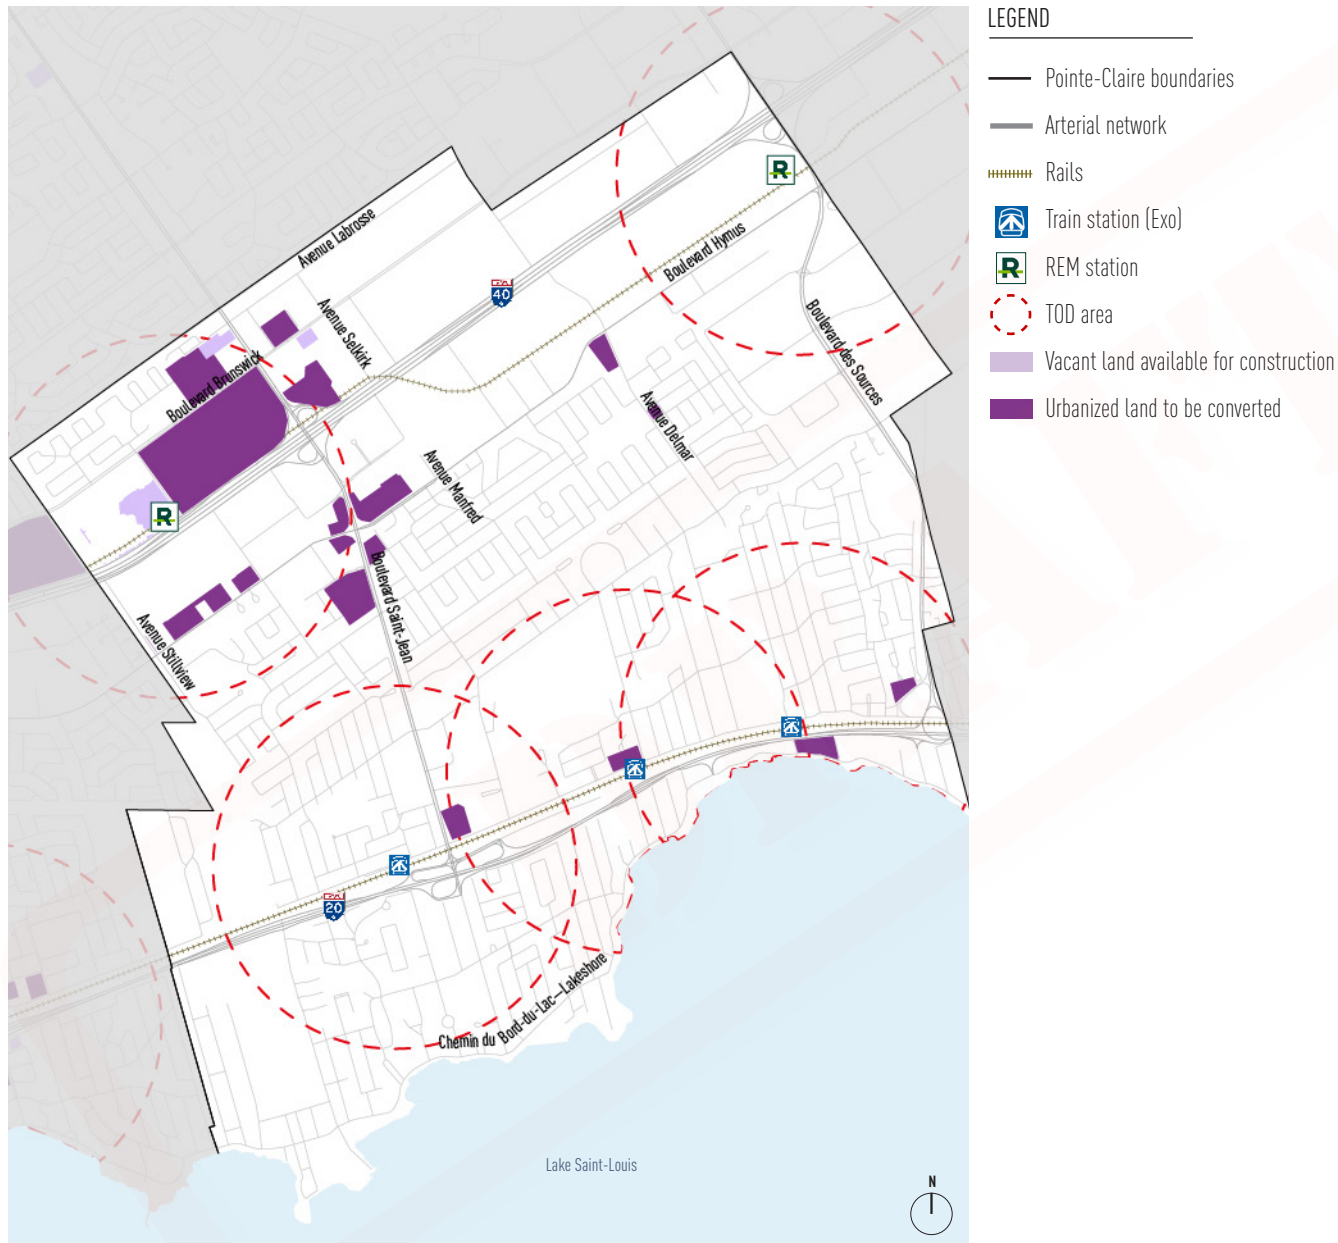 LEGEND
Pointe-Claire boundaries
Arterial network
Rails
Train station (Exo)
R
REM station
TOD area
Vacant land available for construction
Urbanized land to be converted
R
Avenue Labrosse
Boulevard Hymus
40
Avenue Selkirk
Boulevard des Sources
Boulevard Brunswick
Avenue Delmar
Avenue Manfred
R
Boulevard Saint-Jean
Avenue Stillview
20
Chemin du Bord-du-Lac—Lakeshore
Lake Saint-Louis
N